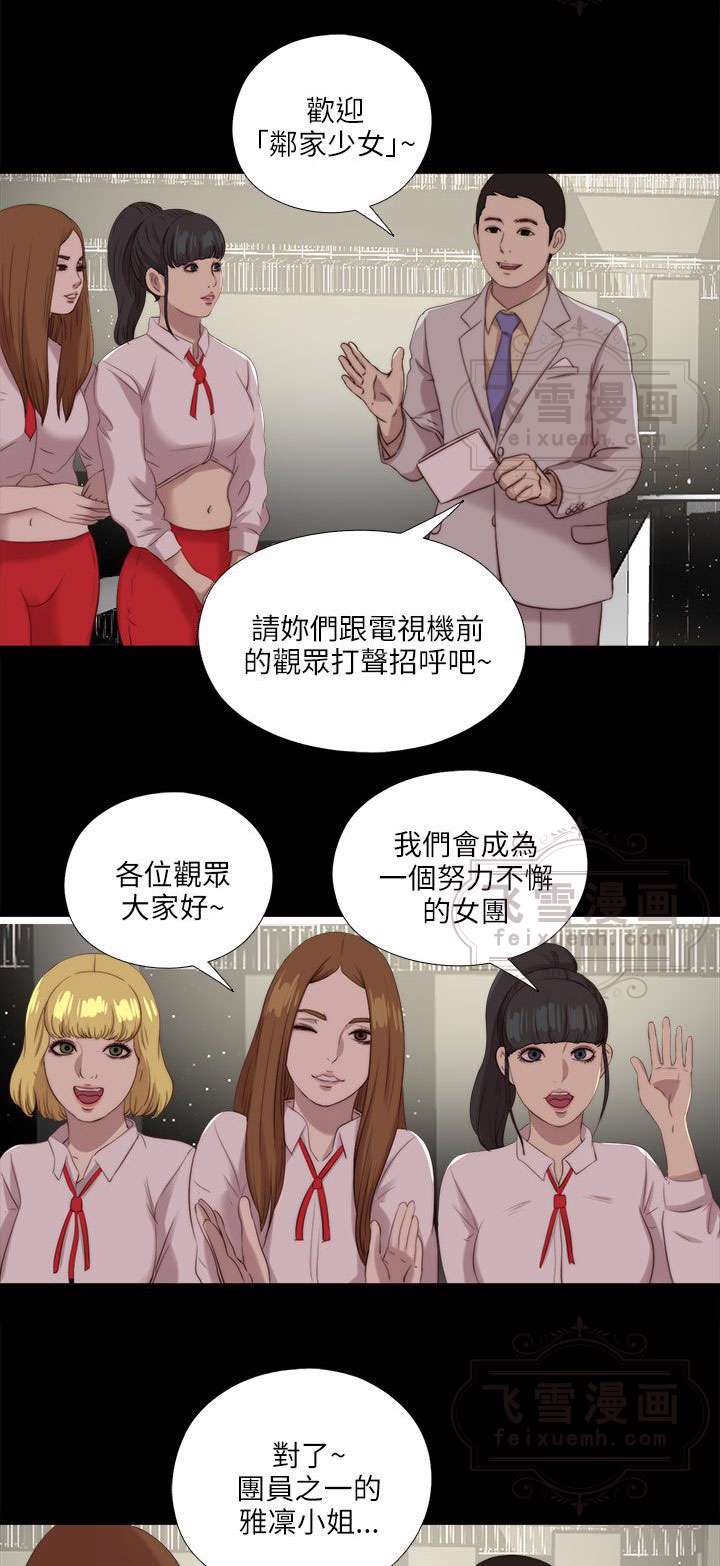 歡迎
「鄰家少女」~
飞雪漫画
feixuemh.com
請妳們跟電視機前
的觀眾打聲招呼吧~
各位觀眾
大家好~
我們會成為
一個努力不懈
的女團
飞雪漫画
feixuemh.com
飞雪漫画
feixuemh.com
對了~
團員之一的
雅凜小姐...